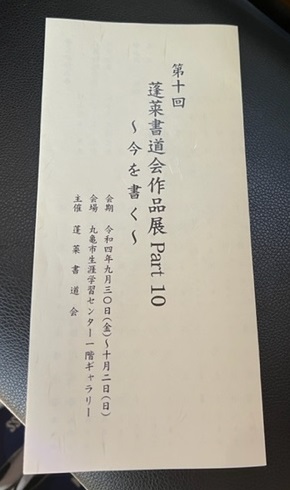 第十回
蓬莱書道会作品展 Part 10
～今を書く～
会期 令和四年九月三〇日(金)～十月二日(日)
会場 丸亀市生涯学習センター一階ギャラリー
主催 蓬莱書道会